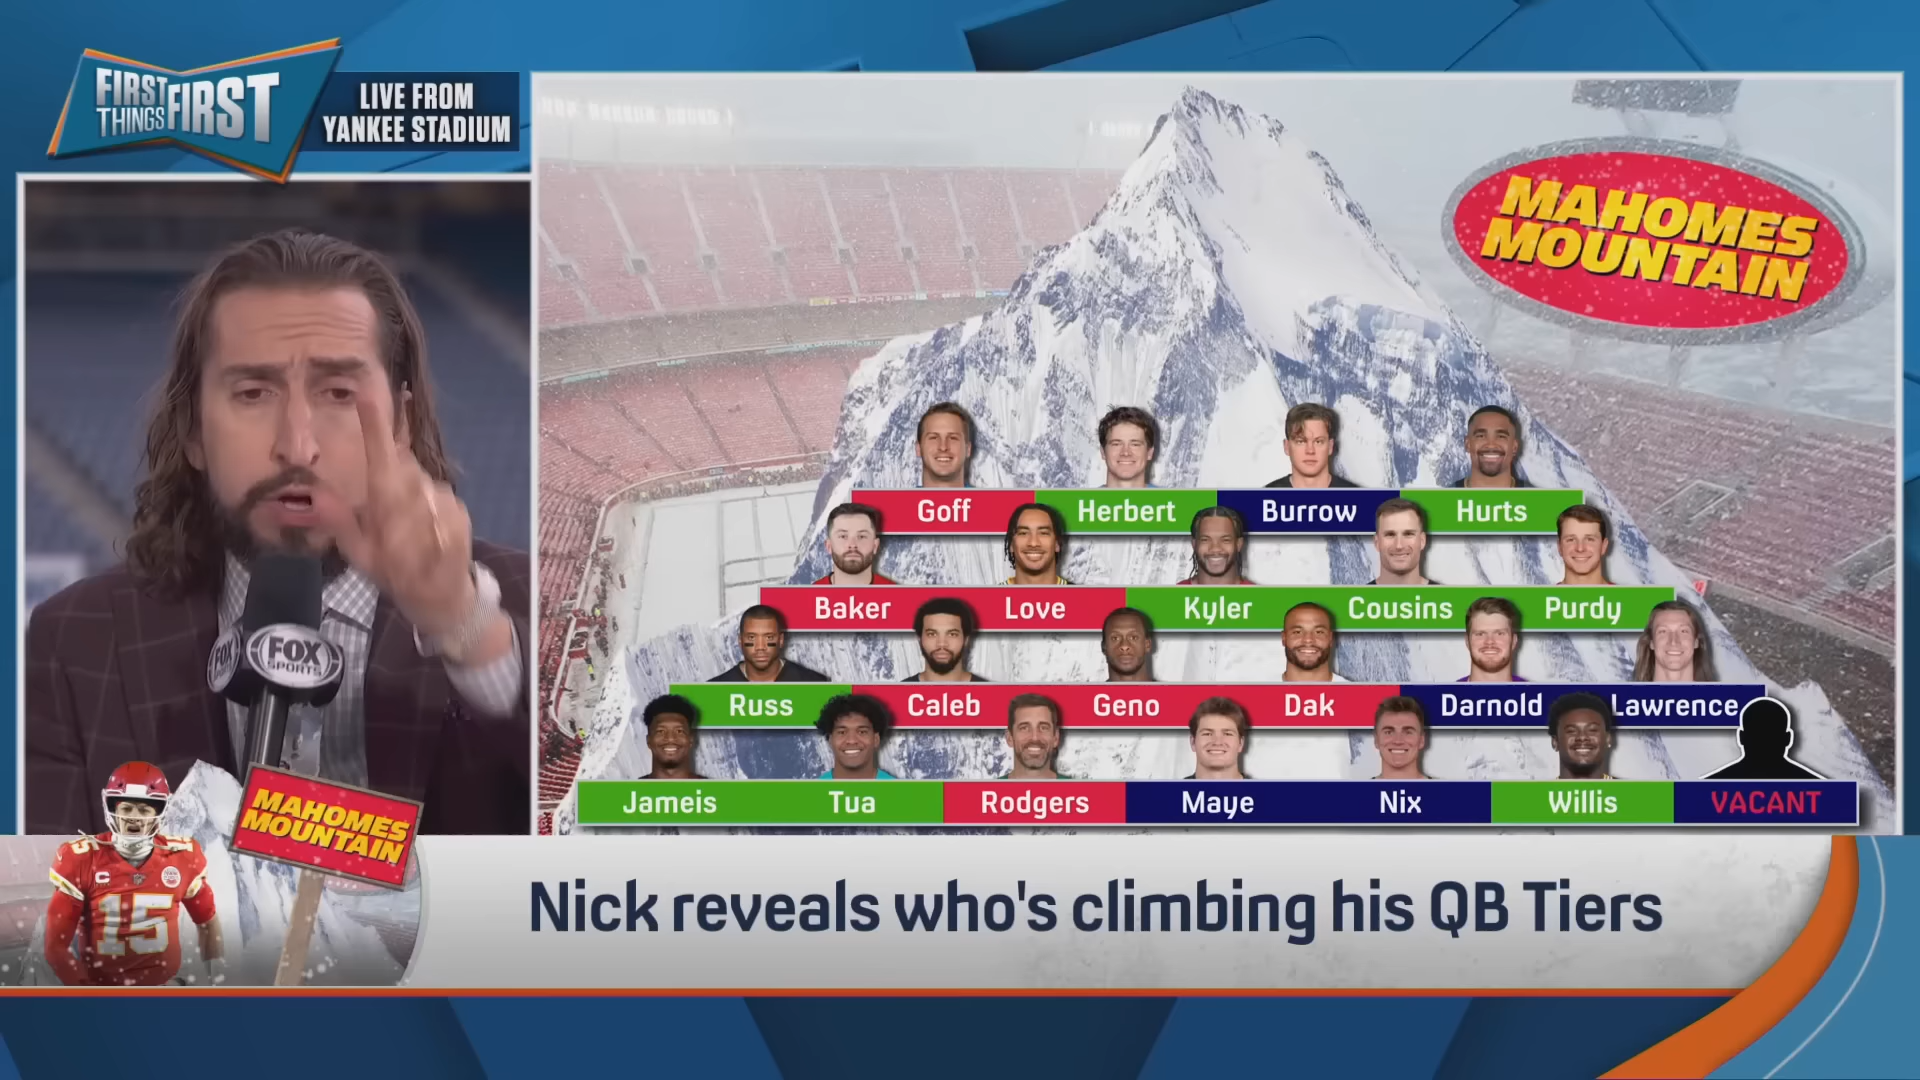 FIRST
THINGS FIRST
LIVE FROM
YANKEE STADIUM
MAHOMES
MOUNTAIN
Goff Herbert Burrow Hurts
Baker Love Kyler Cousins Purdy
Russ Caleb Geno Dak Darnold Lawrence
Jameis Tua Rodgers Maye Nix Willis VACANT
FOX
FOX
SPORTS
MAHOMES
MOUNTAIN
15
C
15
Nick reveals who's climbing his QB Tiers